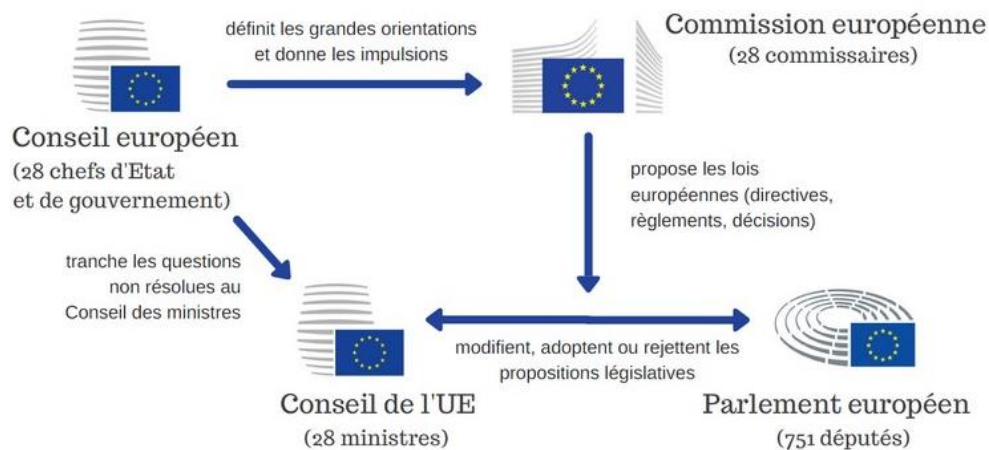 définit les grandes orientations
et donne les impulsions
Commission européenne
(28 commissaires)
Conseil européen
(28 chefs d'Etat
et de gouvernement)
propose les lois
européennes (directives,
règlements, décisions)
tranche les questions
non résolues au
Conseil des ministres
modifient, adoptent ou rejettent les
propositions législatives
Conseil de l'UE
(28 ministres)
Parlement européen
(751 députés)